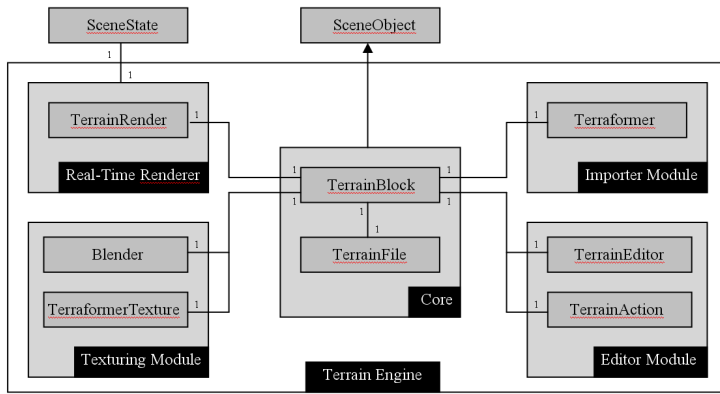 SceneState
SceneObject
1
1
TerrainRender
1
Real-Time Renderer
1
Terraformer
Importer Module
1
1
TerrainBlock
1
1
1
1
TerrainFile
Core
Blender
1
TerraformerTexture
1
Texturing Module
1
TerrainEditor
1
TerrainAction
Editor Module
Terrain Engine